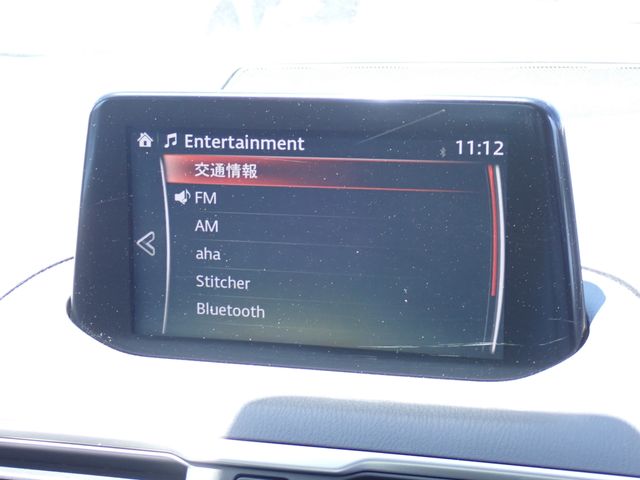 Entertainment 11:12
交通情報
FM
AM
aha
Stitcher
Bluetooth